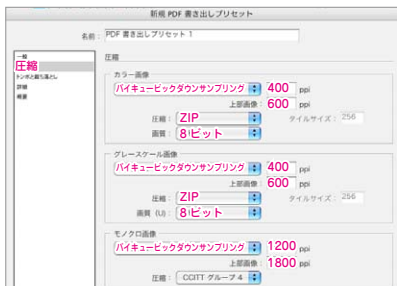 新規 PDF 書き出しプリセット
名前： PDF 書き出しプリセット 1
一般
圧縮
トンボと裁ち落とし
詳細
概要
圧縮
カラー画像
バイキュービックダウンサンプリング 400 ppi
上部画像： 600 ppi
圧縮： ZIP タイルサイズ： 256
画質： 8ビット
グレースケール画像
バイキュービックダウンサンプリング 400 ppi
上部画像： 600 ppi
圧縮： ZIP タイルサイズ： 256
画質 (U)： 8ビット
モノクロ画像
バイキュービックダウンサンプリング 1200 ppi
上部画像： 1800 ppi
圧縮： CCITT グループ 4